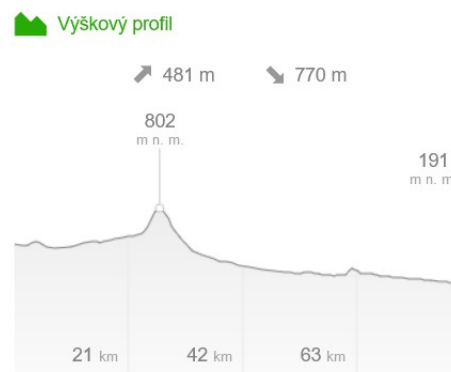 Výškový profil
481 m 770 m
802
m n. m.
191
m n. m
21 km 42 km 63 km